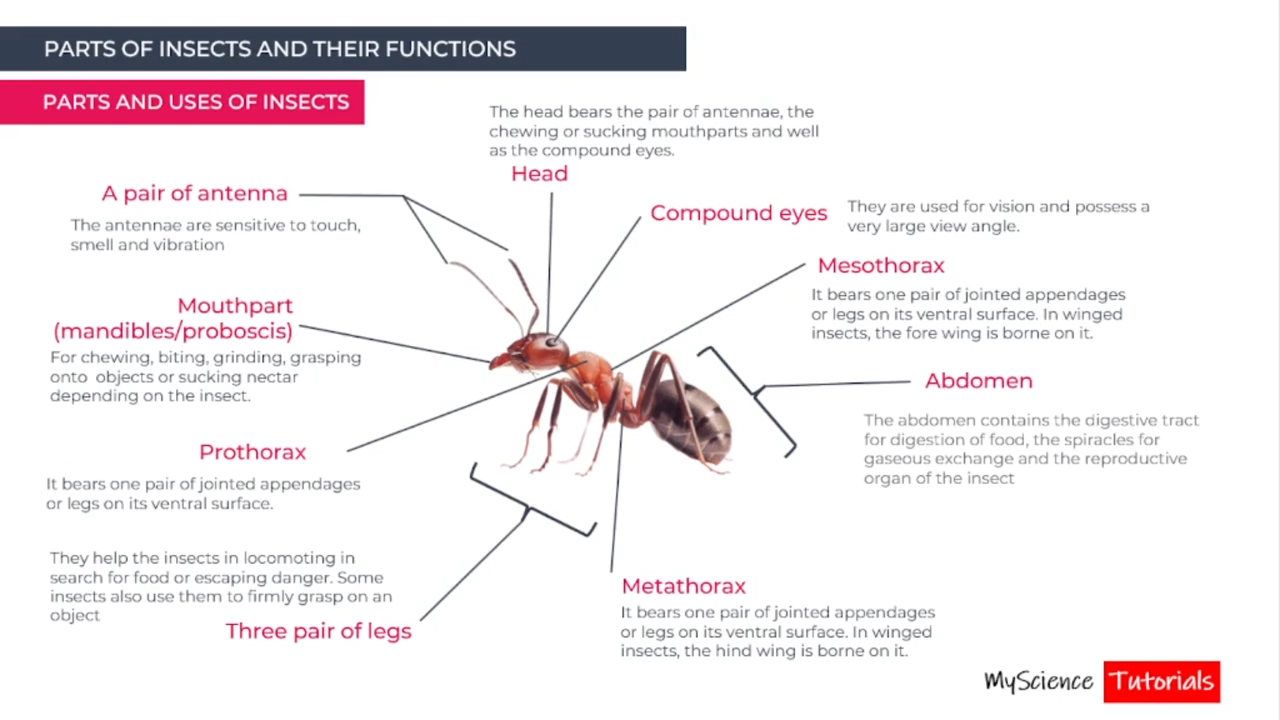 PARTS OF INSECTS AND THEIR FUNCTIONS
PARTS AND USES OF INSECTS
The head bears the pair of antennae, the
chewing or sucking mouthparts and well
as the compound eyes.
Head
A pair of antenna
The antennae are sensitive to touch,
smell and vibration
Compound eyes
They are used for vision and possess a
very large view angle.
Mesothorax
It bears one pair of jointed appendages
or legs on its ventral surface. In winged
insects, the fore wing is borne on it.
Mouthpart
(mandibles/proboscis)
For chewing, biting, grinding, grasping
onto objects or sucking nectar
depending on the insect.
Abdomen
The abdomen contains the digestive tract
for digestion of food, the spiracles for
gaseous exchange and the reproductive
organ of the insect
Prothorax
It bears one pair of jointed appendages
or legs on its ventral surface.
They help the insects in locomoting in
search for food or escaping danger. Some
insects also use them to firmly grasp on an
object
Three pair of legs
Metathorax
It bears one pair of jointed appendages
or legs on its ventral surface. In winged
insects, the hind wing is borne on it.
MyScience Tutorials